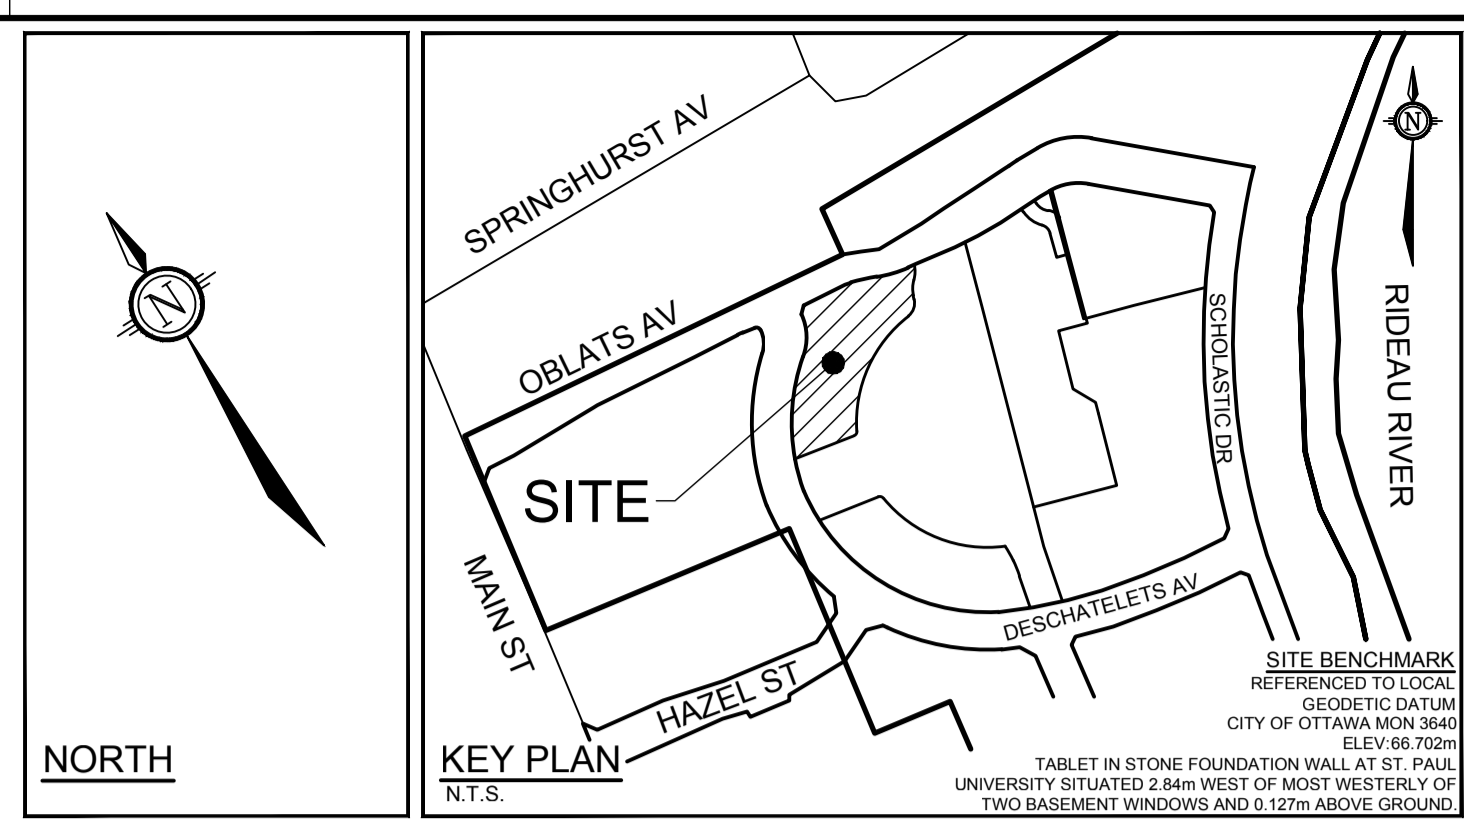 N
NORTH
SPRINGHURST AV
N
OBLATS AV
SCHOLASTIC DR
RIDEAU RIVER
SITE
MAIN ST
DESCHATELETS AV
HAZEL ST
KEY PLAN
N.T.S.
SITE BENCHMARK
REFERENCED TO LOCAL
GEODETIC DATUM
CITY OF OTTAWA MON 3640
ELEV:66.702m
TABLET IN STONE FOUNDATION WALL AT ST. PAUL
UNIVERSITY SITUATED 2.84m WEST OF MOST WESTERLY OF
TWO BASEMENT WINDOWS AND 0.127m ABOVE GROUND.